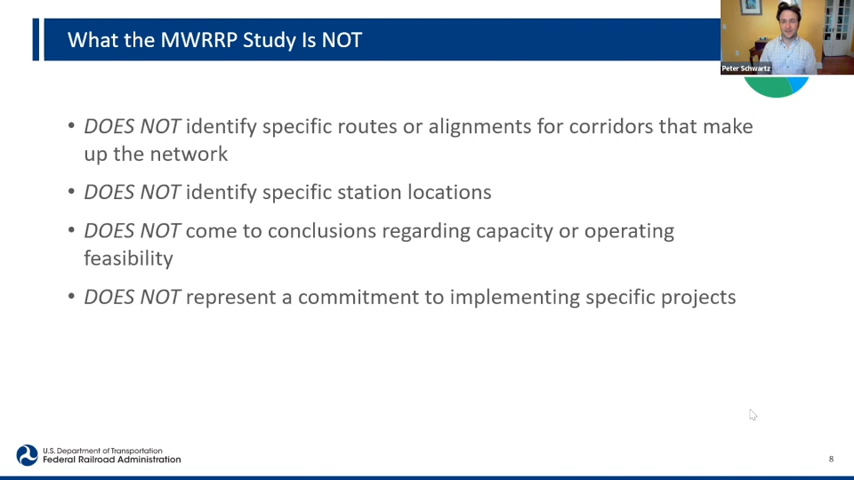 What the MWRRP Study Is NOT
Peter Schwartz
• DOES NOT identify specific routes or alignments for corridors that make
up the network
• DOES NOT identify specific station locations
• DOES NOT come to conclusions regarding capacity or operating
feasibility
• DOES NOT represent a commitment to implementing specific projects
U.S. Department of Transportation
Federal Railroad Administration
8